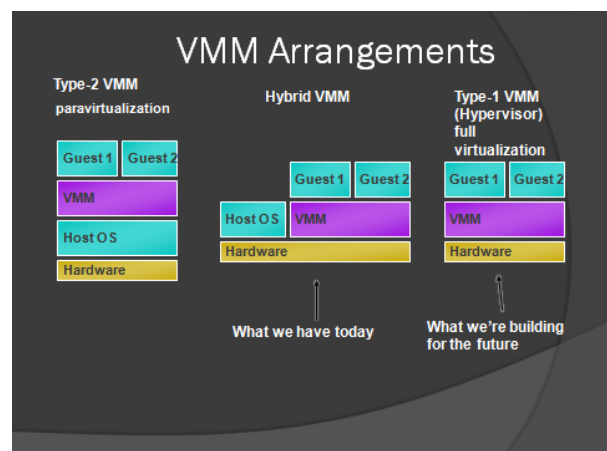 VMM Arrangements
Type-2 VMM
paravirtualization
Guest 1 Guest 2
VMM
Host OS
Hardware
Hybrid VMM
Guest 1 Guest 2
Host OS VMM
Hardware
What we have today
Type-1 VMM
(Hypervisor)
full
virtualization
Guest 1 Guest 2
VMM
Hardware
What we're building
for the future